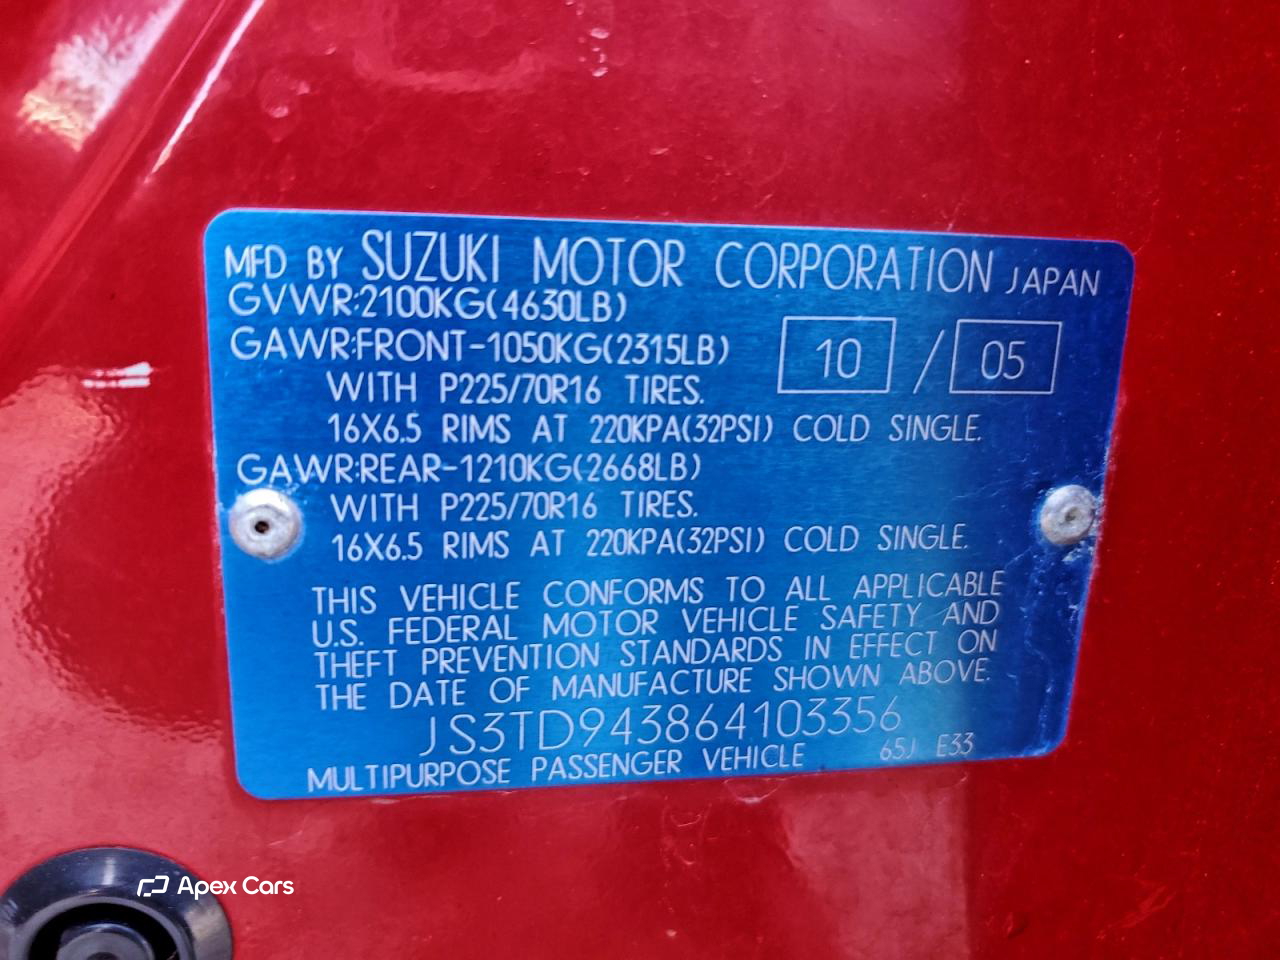 MFD BY SUZUKI MOTOR CORPORATION JAPAN
GVWR:2100KG(4630LB)
GAWR:FRONT-1050KG(2315LB)
10 / 05
WITH P225/70R16 TIRES.
16X6.5 RIMS AT 220KPA(32PSI) COLD SINGLE.
GAWR:REAR-1210KG(2668LB)
WITH P225/70R16 TIRES.
16X6.5 RIMS AT 220KPA(32PSI) COLD SINGLE.
THIS VEHICLE CONFORMS TO ALL APPLICABLE
U.S. FEDERAL MOTOR VEHICLE SAFETY AND
THEFT PREVENTION STANDARDS IN EFFECT ON
THE DATE OF MANUFACTURE SHOWN ABOVE.
JS3TD943864103356
MULTIPURPOSE PASSENGER VEHICLE 65J E33
Apex Cars